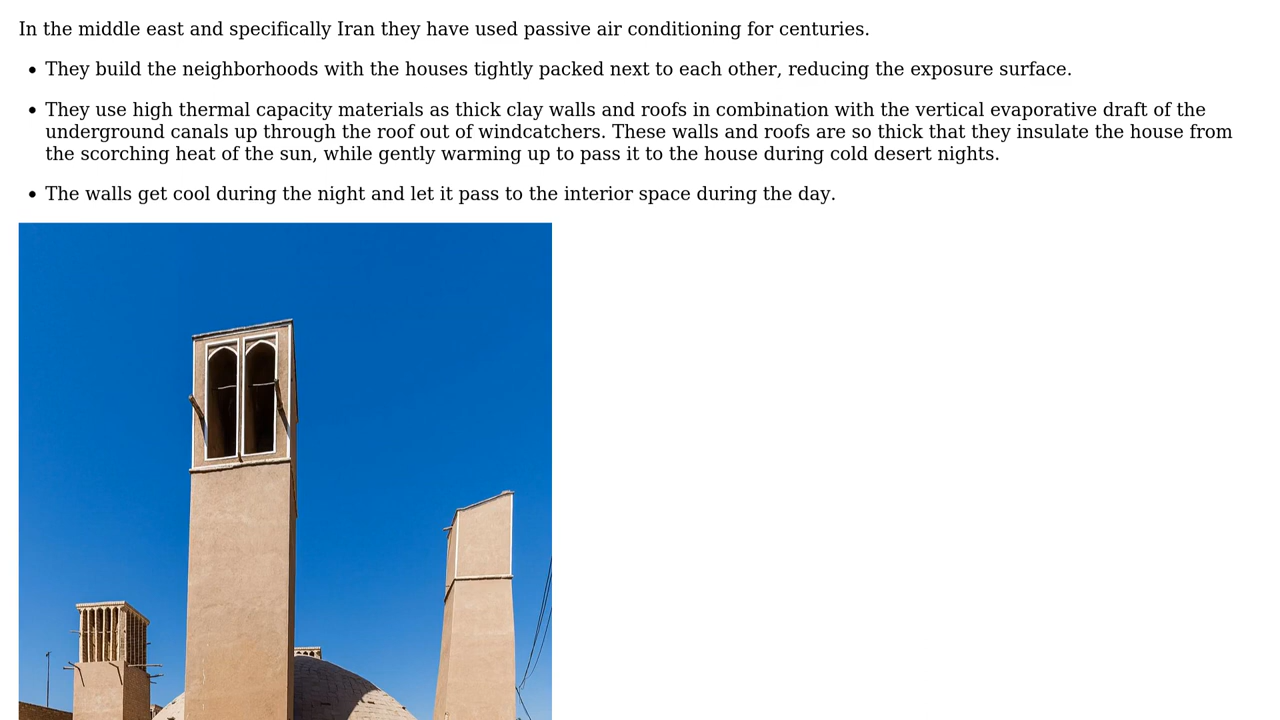 In the middle east and specifically Iran they have used passive air conditioning for centuries.
They build the neighborhoods with the houses tightly packed next to each other, reducing the exposure surface.
They use high thermal capacity materials as thick clay walls and roofs in combination with the vertical evaporative draft of the
underground canals up through the roof out of windcatchers. These walls and roofs are so thick that they insulate the house from
the scorching heat of the sun, while gently warming up to pass it to the house during cold desert nights.
The walls get cool during the night and let it pass to the interior space during the day.